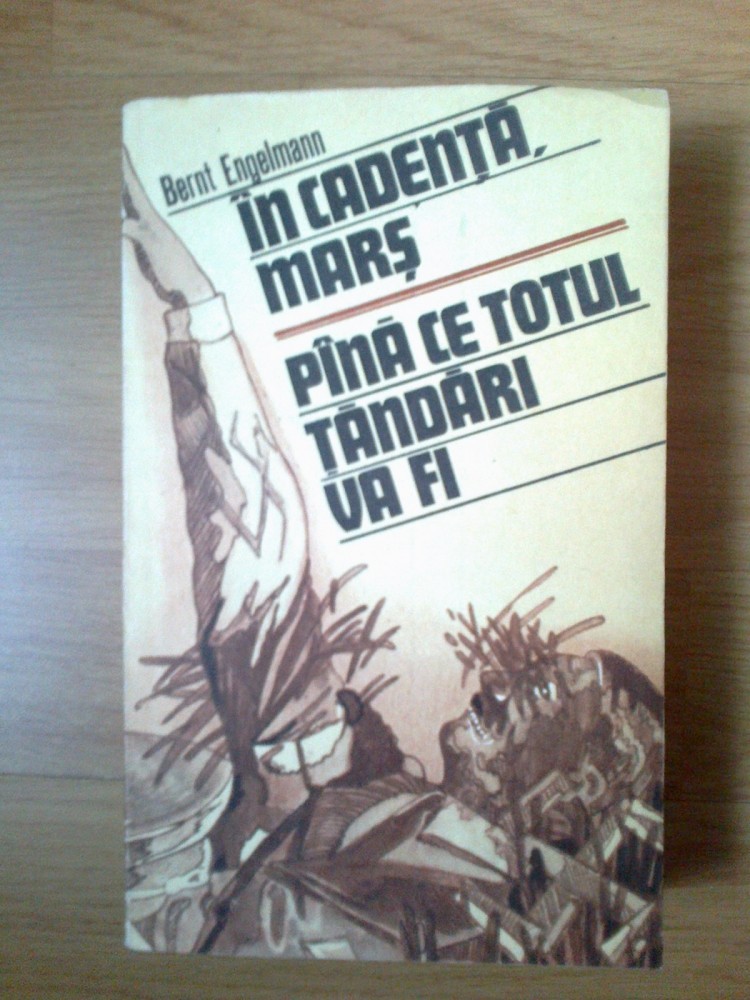 Bernt Engelmann
ÎN CADENȚĂ,
MARȘ
PÎNĂ CE TOTUL
ȚĂNDĂRI
VA FI